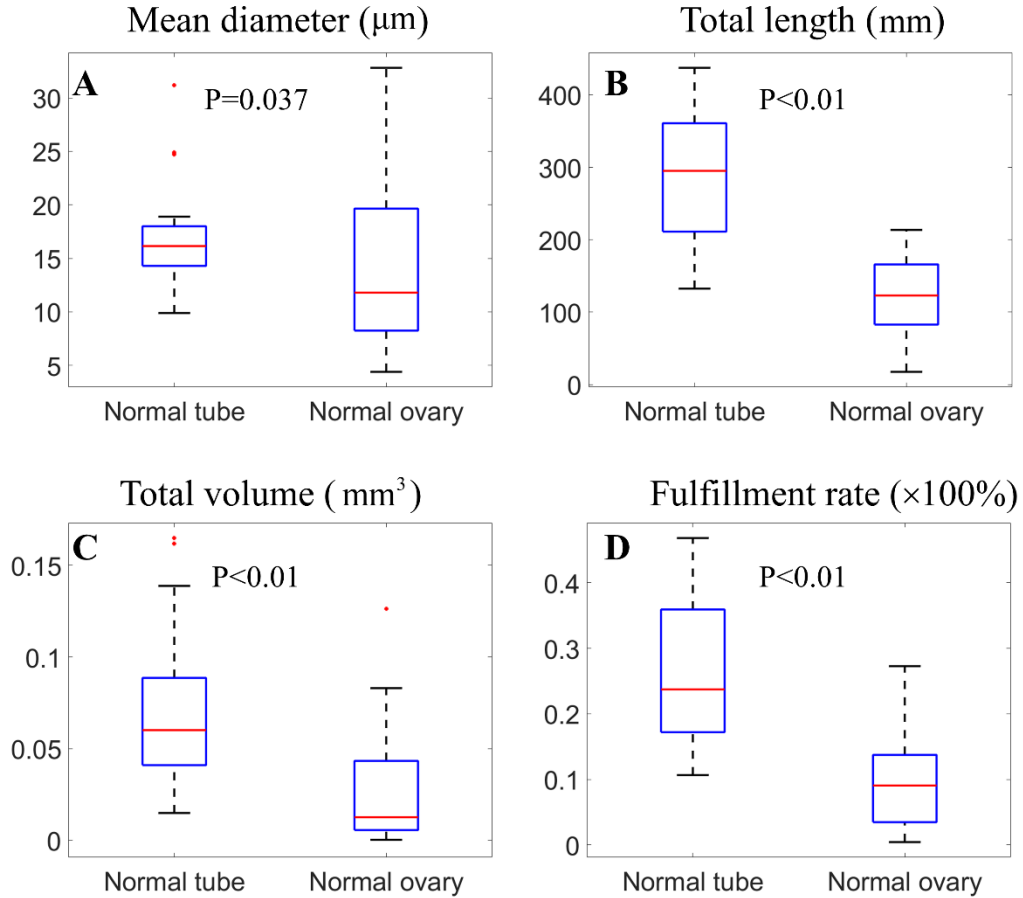 Mean diameter (μm)
A
P=0.037
30
25
20
15
10
5
Normal tube
Normal ovary
Total length (mm)
B
P<0.01
400
300
200
100
0
Normal tube
Normal ovary
Total volume ( mm³)
C
P<0.01
0.15
0.1
0.05
0
Normal tube
Normal ovary
Fulfillment rate (×100%)
D
P<0.01
0.4
0.3
0.2
0.1
0
Normal tube
Normal ovary